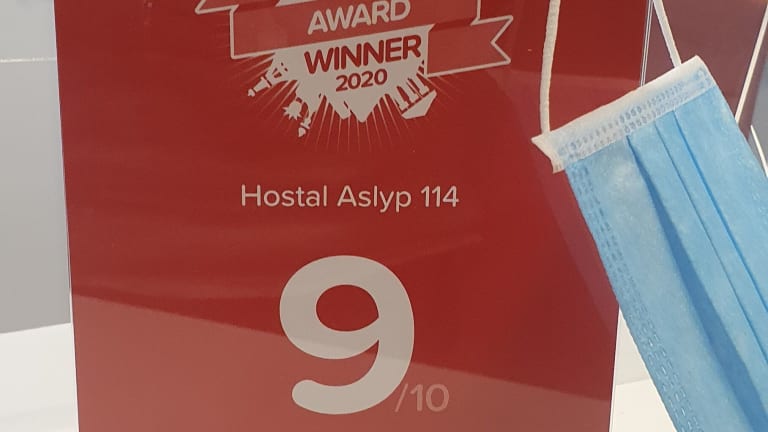 AWARD
WINNER
2020
Hostal Aslyp 114
9/10